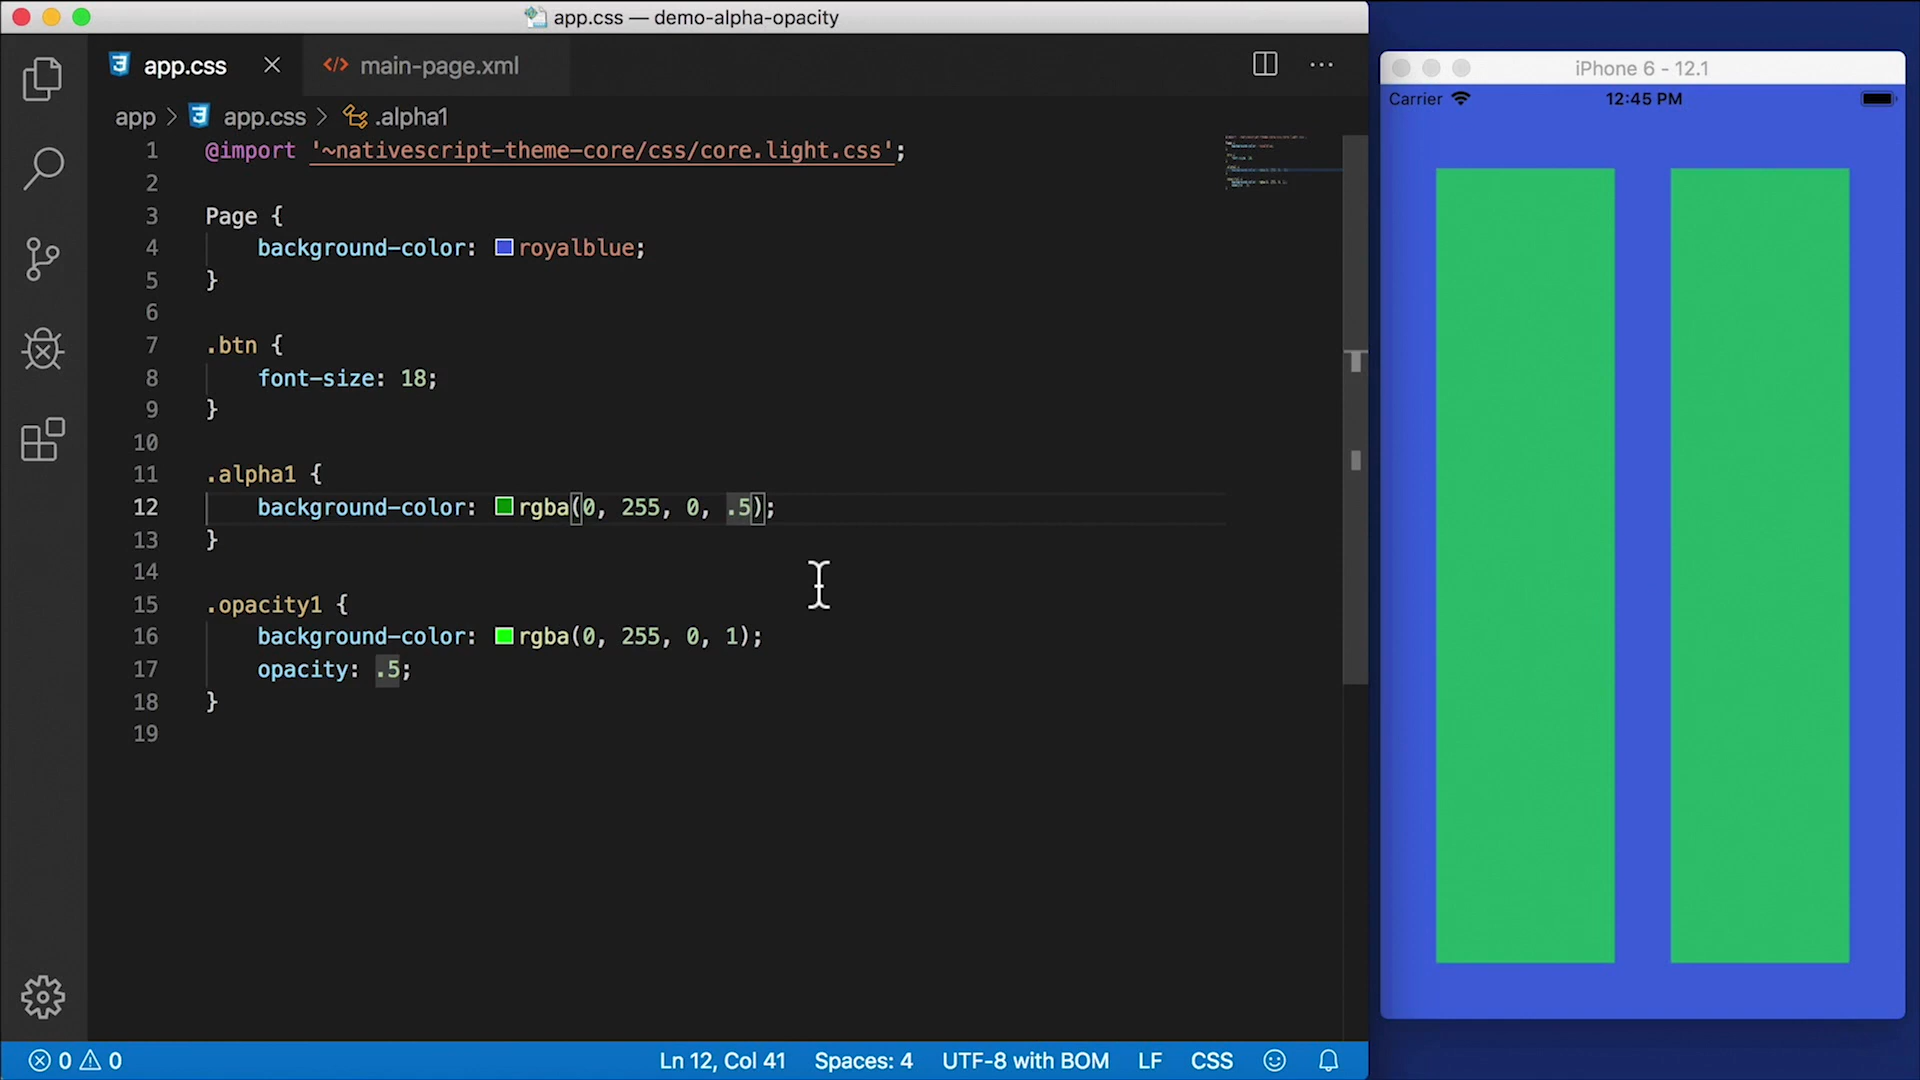 app.css — demo-alpha-opacity
app.css
main-page.xml
app > app.css > .alpha1
1 @import '~nativescript-theme-core/css/core.light.css';
2
3 Page {
4 background-color: royalblue;
5 }
6
7 .btn {
8 font-size: 18;
9 }
10
11 .alpha1 {
12 background-color: rgba(0, 255, 0, .5);
13 }
14
15 .opacity1 {
16 background-color: rgba(0, 255, 0, 1);
17 opacity: .5;
18 }
19
0 0
Ln 12, Col 41 Spaces: 4 UTF-8 with BOM LF CSS
iPhone 6 - 12.1
Carrier 12:45 PM